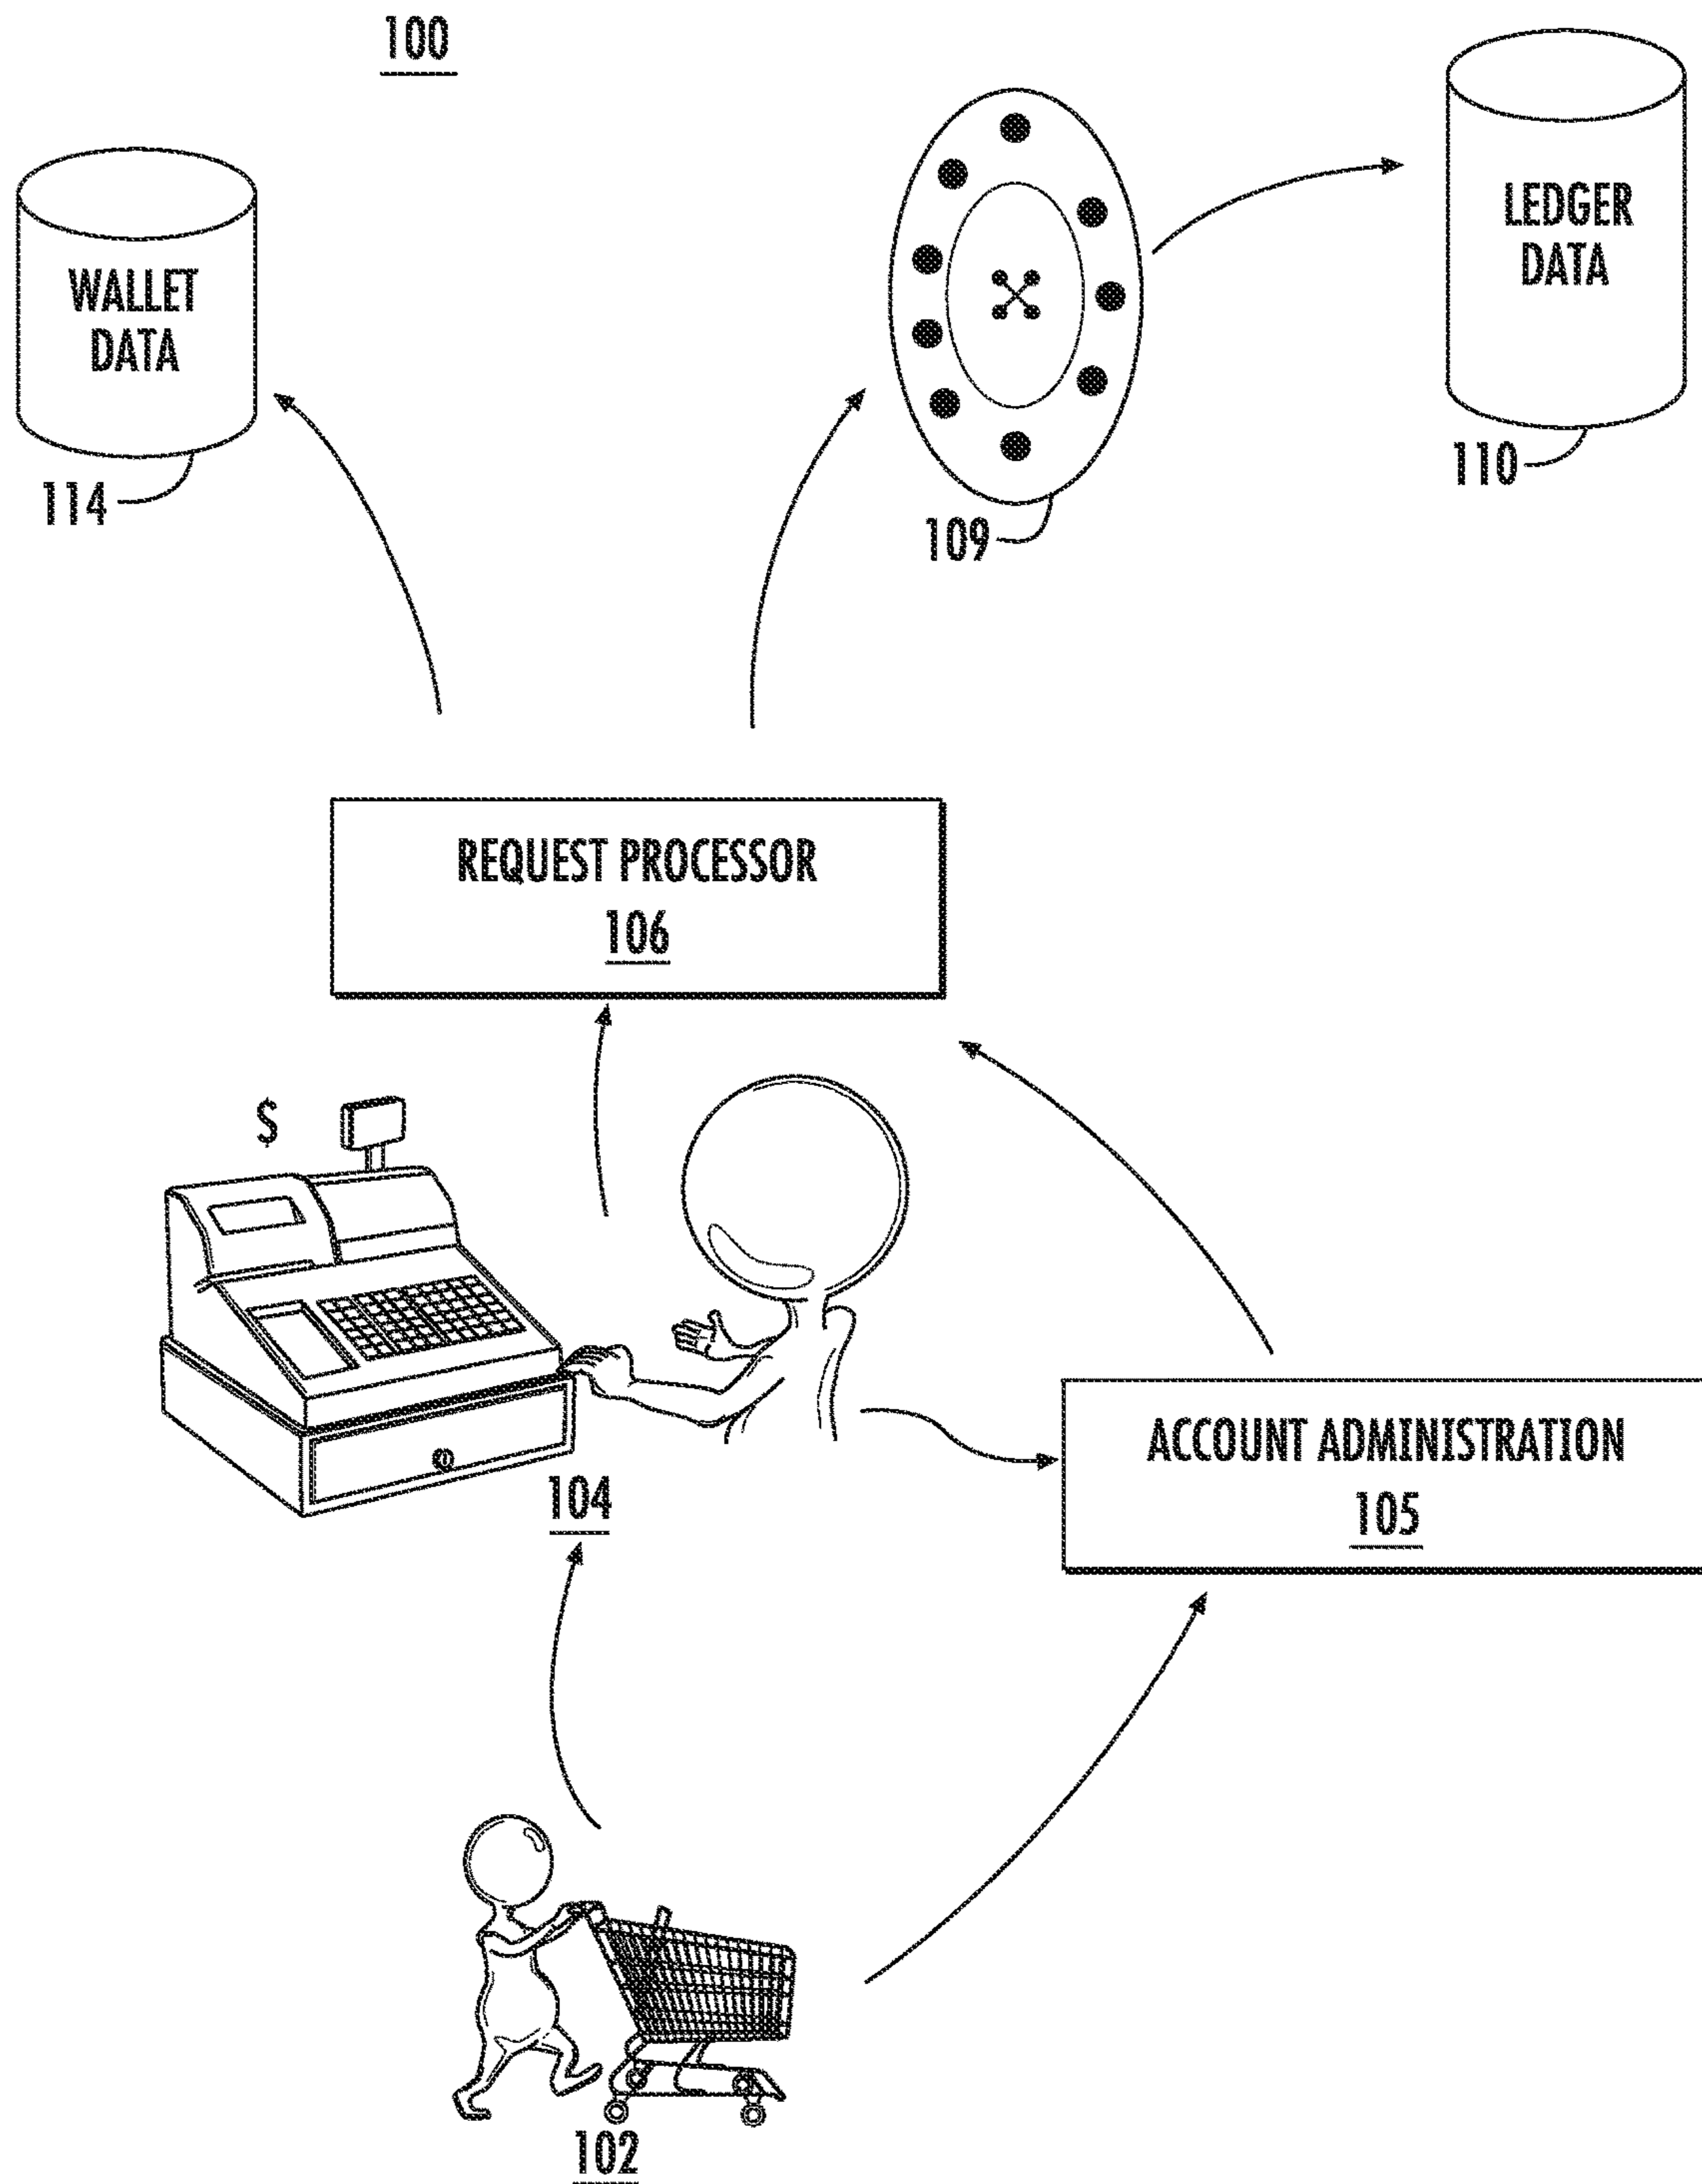 100
WALLET
DATA
114
109
LEDGER
DATA
110
REQUEST PROCESSOR
106
$
104
ACCOUNT ADMINISTRATION
105
102